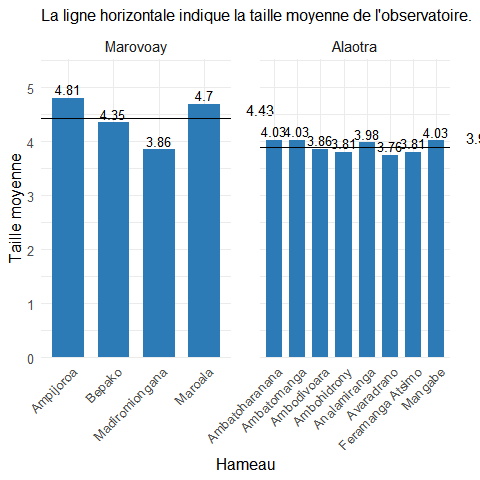 La ligne horizontale indique la taille moyenne de l'observatoire.
Marovoay
Alaotra
Taille moyenne
5
4
3
2
1
0
4.81
4.35
3.86
4.7
4.43
4.03
4.03
3.86
3.81
3.98
3.76
3.81
4.03
Ampijoroa
Bepako
Madiromiongana
Maroala
Ambatoharanana
Ambatomanga
Ambodivoara
Ambohidrony
Analamiranga
Avaradrano
Feramanga Atsimo
Mangabe
Hameau